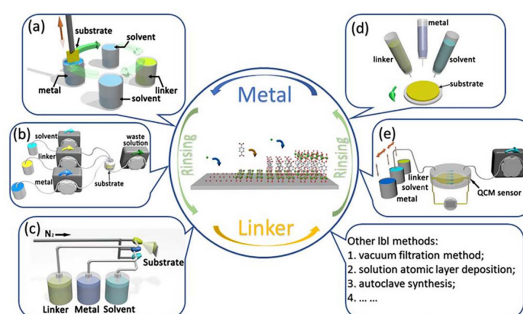 (a)
substrate
solvent
metal
linker
solvent
(b)
solvent
linker
metal
waste
solution
substrate
(c)
N₂
Substrate
Linker
Metal
Solvent
Metal
Rinsing
Rinsing
Linker
(d)
metal
linker
solvent
substrate
(e)
linker
solvent
metal
QCM sensor
Other lbl methods:
1. vacuum filtration method;
2. solution atomic layer deposition;
3. autoclave synthesis;
4. ... ...